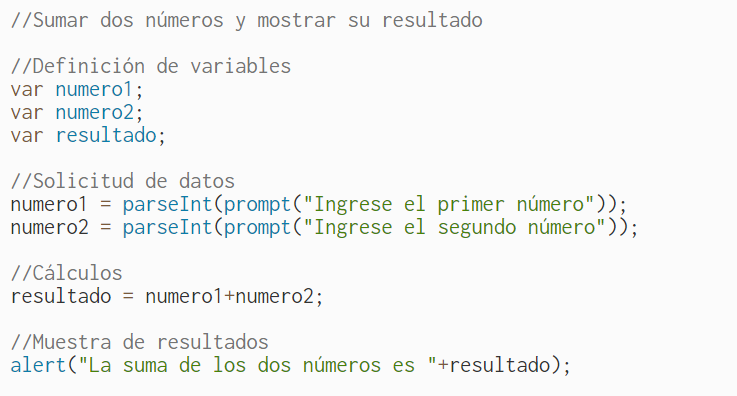 //Sumar dos números y mostrar su resultado
//Definición de variables
var numero1;
var numero2;
var resultado;
//Solicitud de datos
numero1 = parseInt(prompt("Ingrese el primer número"));
numero2 = parseInt(prompt("Ingrese el segundo número"));
//Cálculos
resultado = numero1+numero2;
//Muestra de resultados
alert("La suma de los dos números es "+resultado);